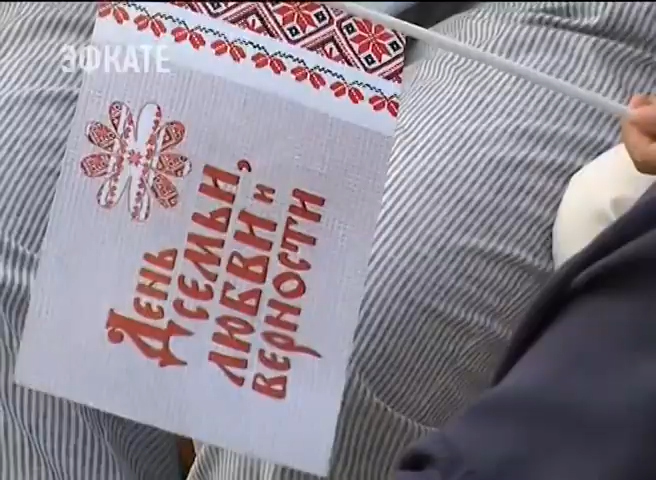 ЭФКАТЕ
День
семьи,
любви и
верности